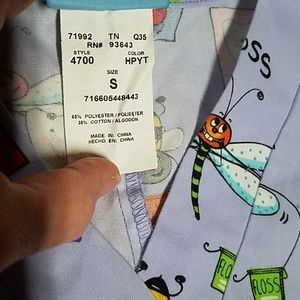 71992 TN Q35
RN# 93643
STYLE COLOR
4700 HPYT
SIZE
S
716605448443
65% POLYESTER / POLIESTER
35% COTTON / ALGODON
MADE IN: CHINA
HECHO EN: CHINA
OSS
FLO
FLOSS